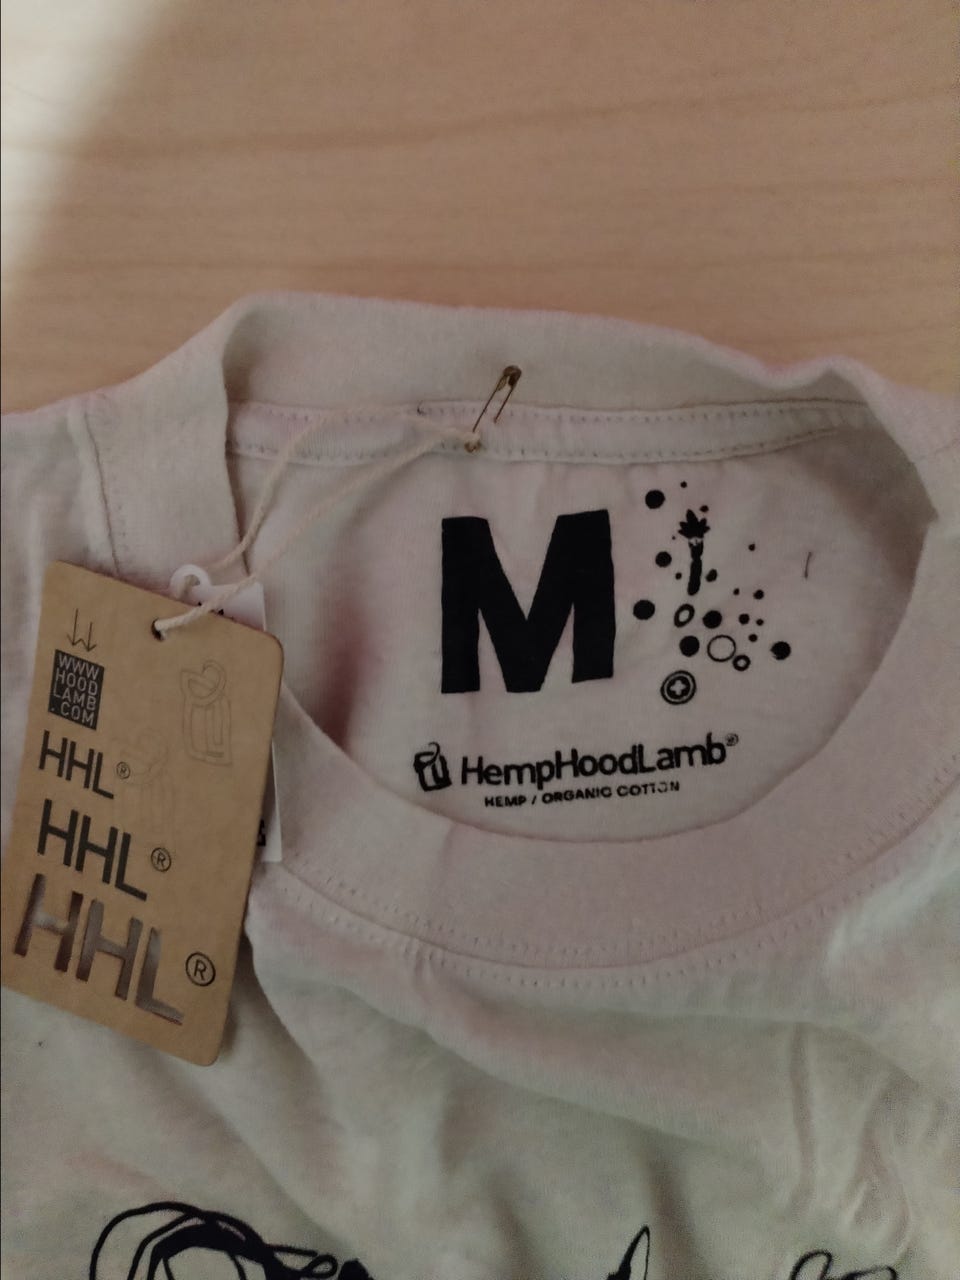 WWW
HOOD
LAMB
.COM
HHL®
HHL®
HHL®
M
HempHoodLamb®
HEMP / ORGANIC COTTON